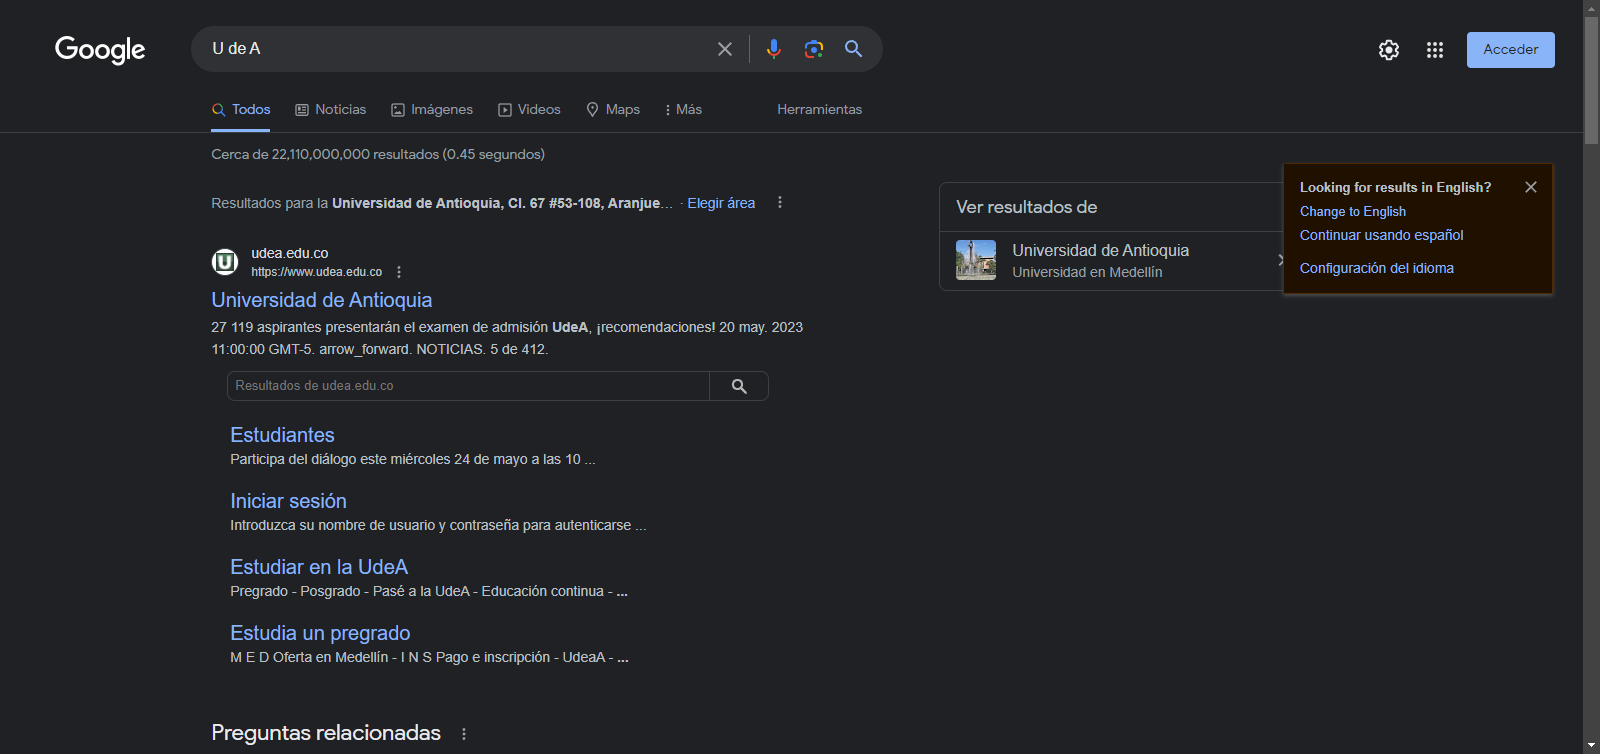 Google
U de A
Acceder
Todos
Noticias
Imágenes
Videos
Maps
Más
Herramientas
Cerca de 22,110,000,000 resultados (0.45 segundos)
Resultados para la Universidad de Antioquia, Cl. 67 #53-108, Aranjue... · Elegir área
udea.edu.co
https://www.udea.edu.co
Universidad de Antioquia
27 119 aspirantes presentarán el examen de admisión UdeA, ¡recomendaciones! 20 may. 2023
11:00:00 GMT-5. arrow_forward. NOTICIAS. 5 de 412.
Resultados de udea.edu.co
Estudiantes
Participa del diálogo este miércoles 24 de mayo a las 10 ...
Iniciar sesión
Introduzca su nombre de usuario y contraseña para autenticarse ...
Estudiar en la UdeA
Pregrado - Posgrado - Pasé a la UdeA - Educación continua - ...
Estudia un pregrado
M E D Oferta en Medellín - I N S Pago e inscripción - UdeaA - ...
Preguntas relacionadas
Ver resultados de
Universidad de Antioquia
Universidad en Medellín
Looking for results in English?
Change to English
Continuar usando español
Configuración del idioma